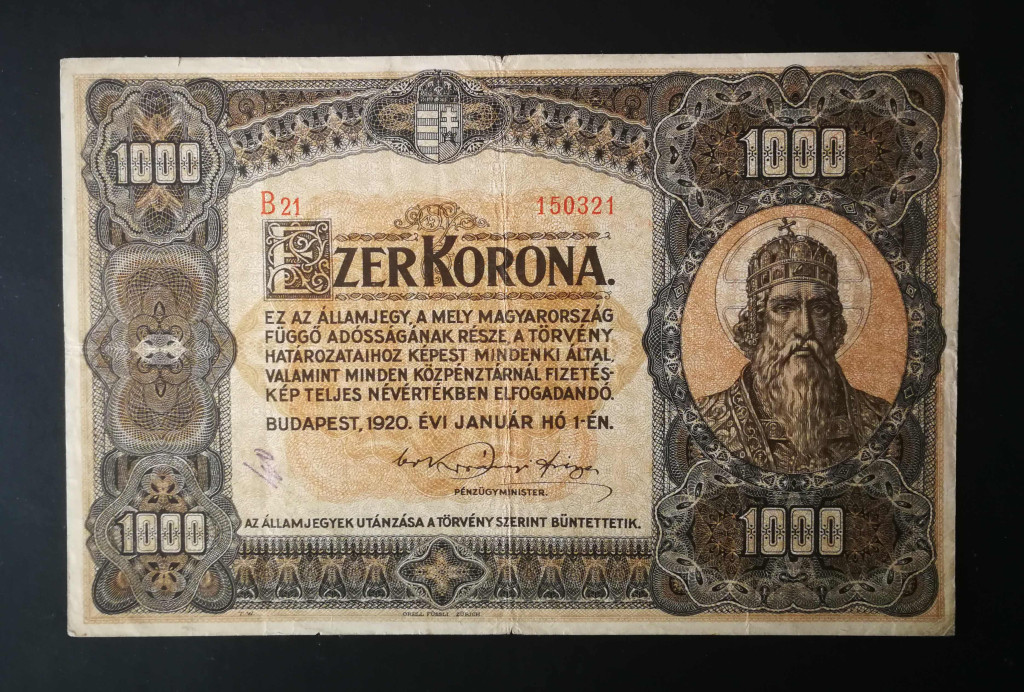 1000
1000
B 21 150321
EZER KORONA.
EZ AZ ÁLLAMJEGY, A MELY MAGYARORSZÁG
FÜGGŐ ADÓSSÁGÁNAK RÉSZE, A TÖRVÉNY
HATÁROZATAIHOZ KÉPEST MINDENKI ÁLTAL,
VALAMINT MINDEN KÖZPÉNZTÁRNÁL FIZETÉS-
KÉP TELJES NÉVÉRTÉKBEN ELFOGADANDÓ.
BUDAPEST, 1920. ÉVI JANUÁR HÓ 1-ÉN.
PÉNZÜGYMINISTER.
1000
1000
AZ ÁLLAMJEGYEK UTÁNZÁSA A TÖRVÉNY SZERINT BÜNTETTETIK.
ORELL FÜSSLI ZÜRICH